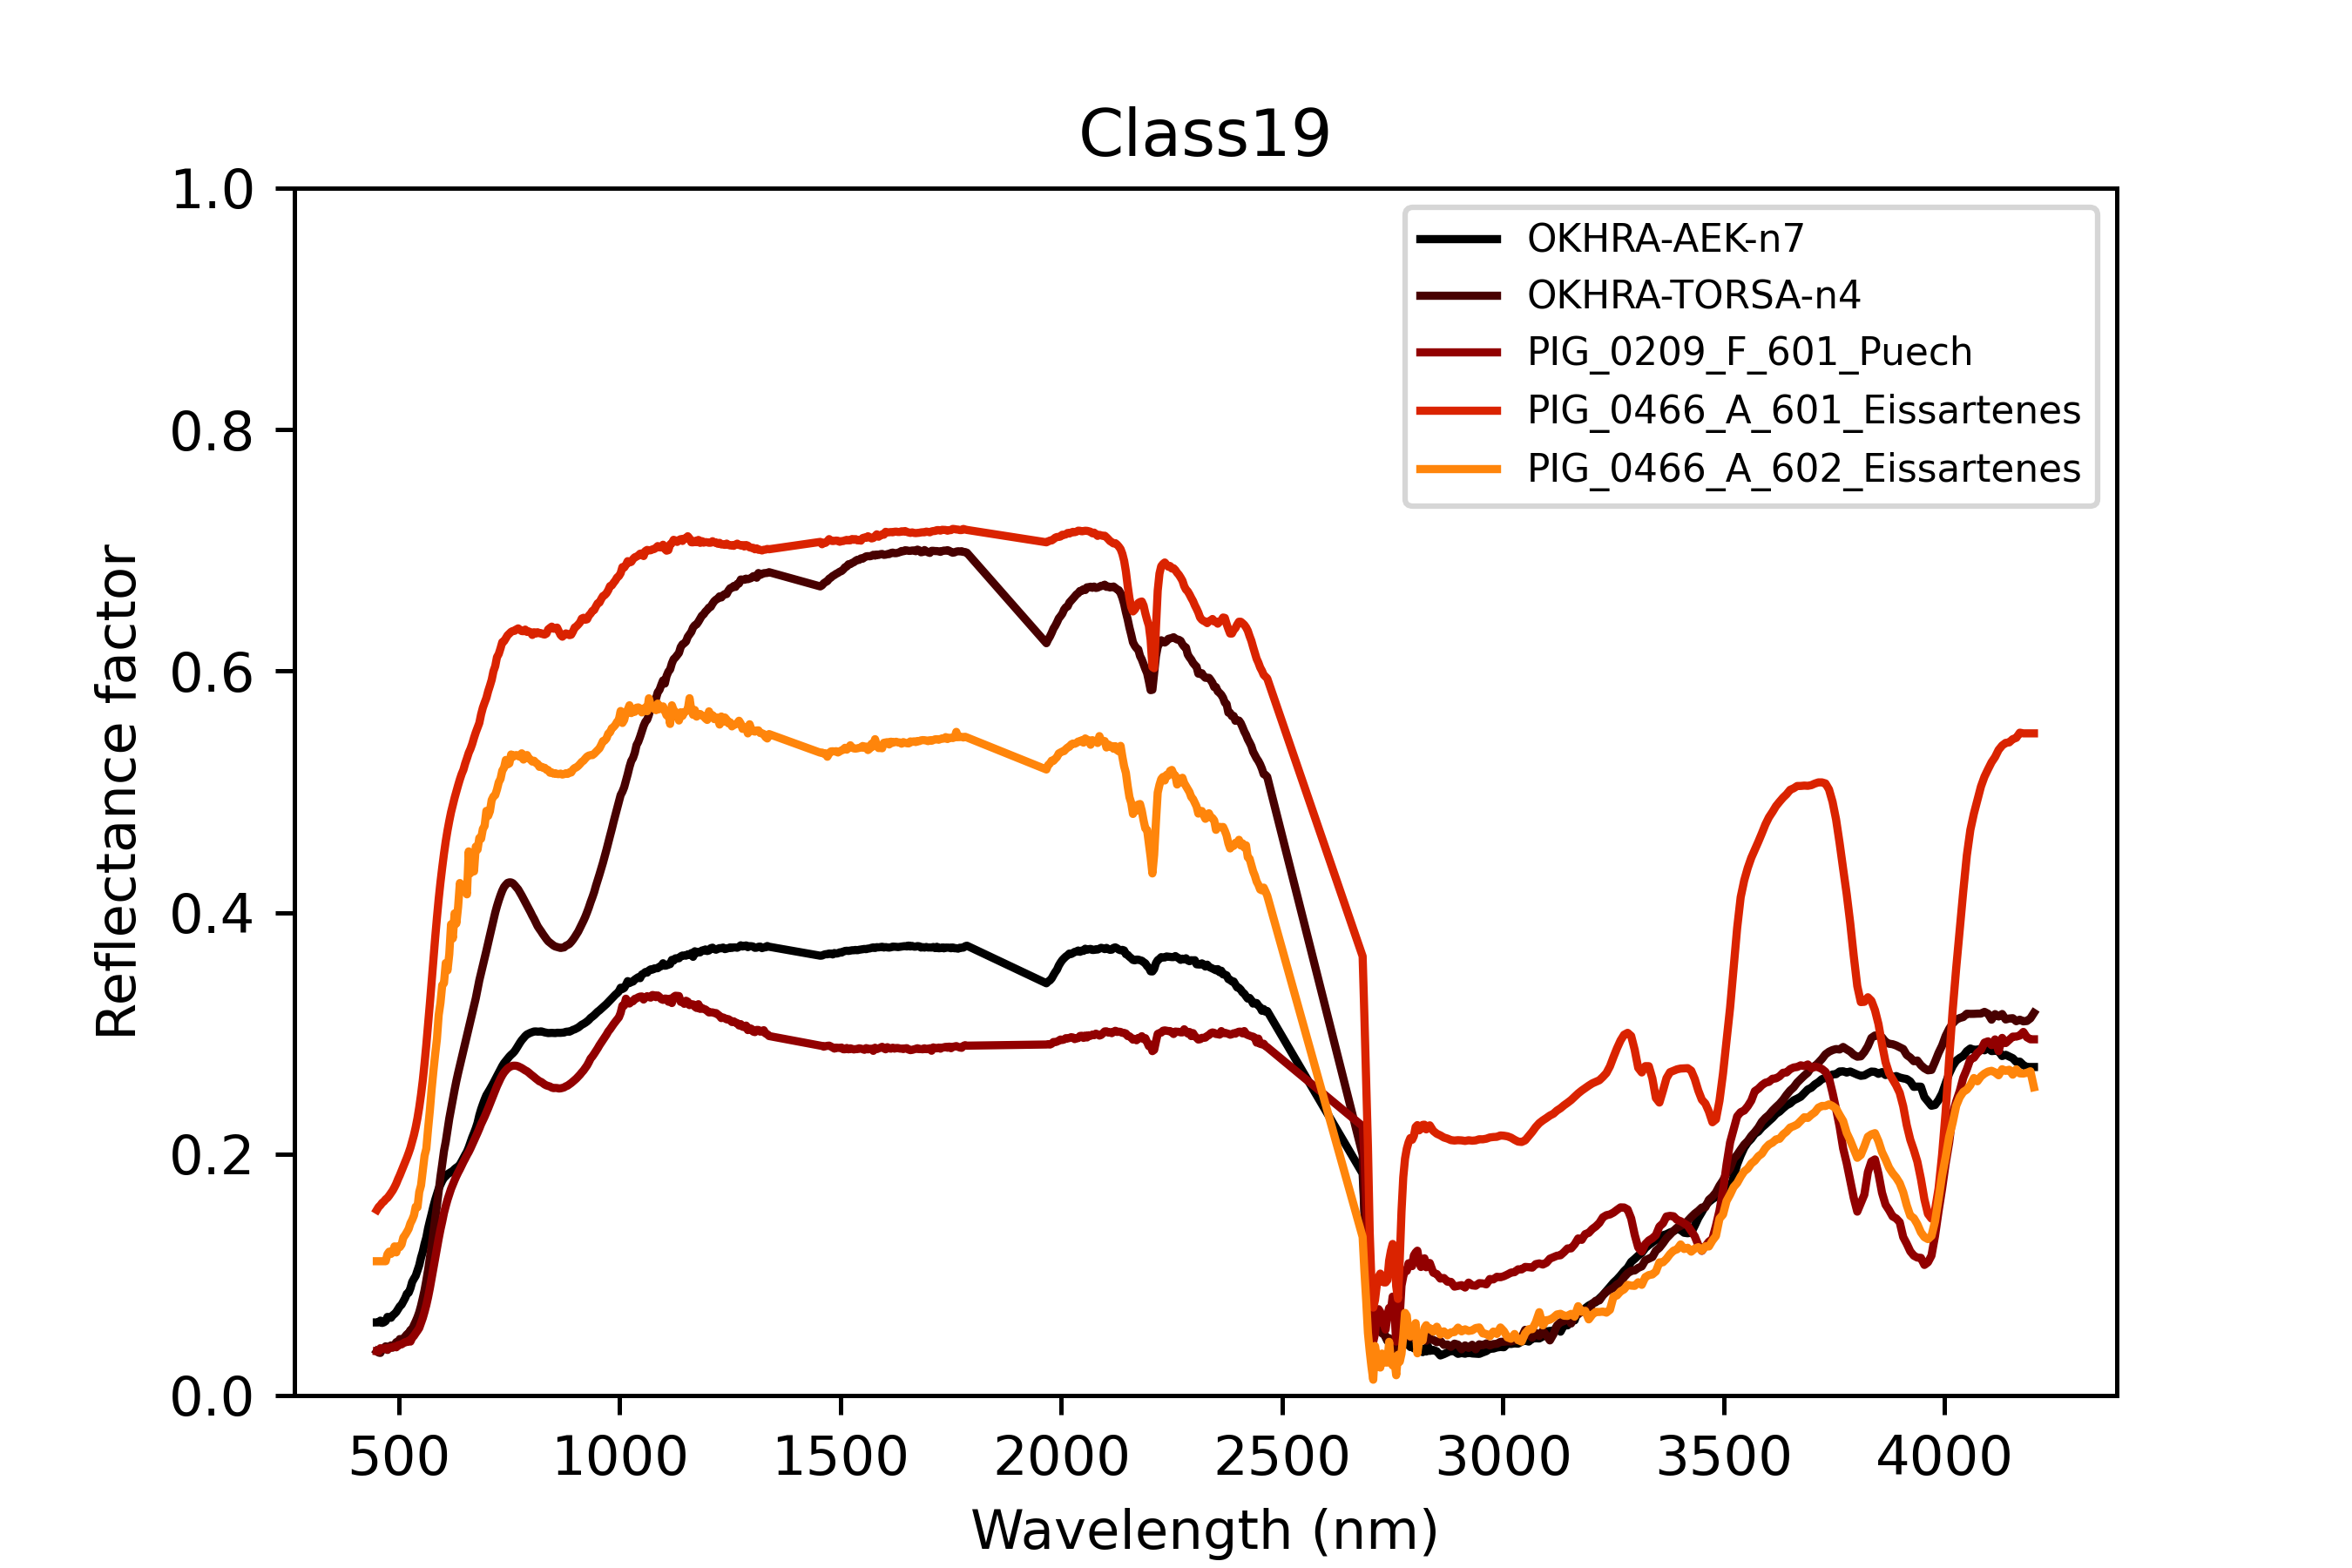 Class19
Reflectance factor
1.0
0.8
0.6
0.4
0.2
0.0
OKHRA-AEK-n7
OKHRA-TORSA-n4
PIG_0209_F_601_Puech
PIG_0466_A_601_Eissartenes
PIG_0466_A_602_Eissartenes
500 1000 1500 2000 2500 3000 3500 4000
Wavelength (nm)